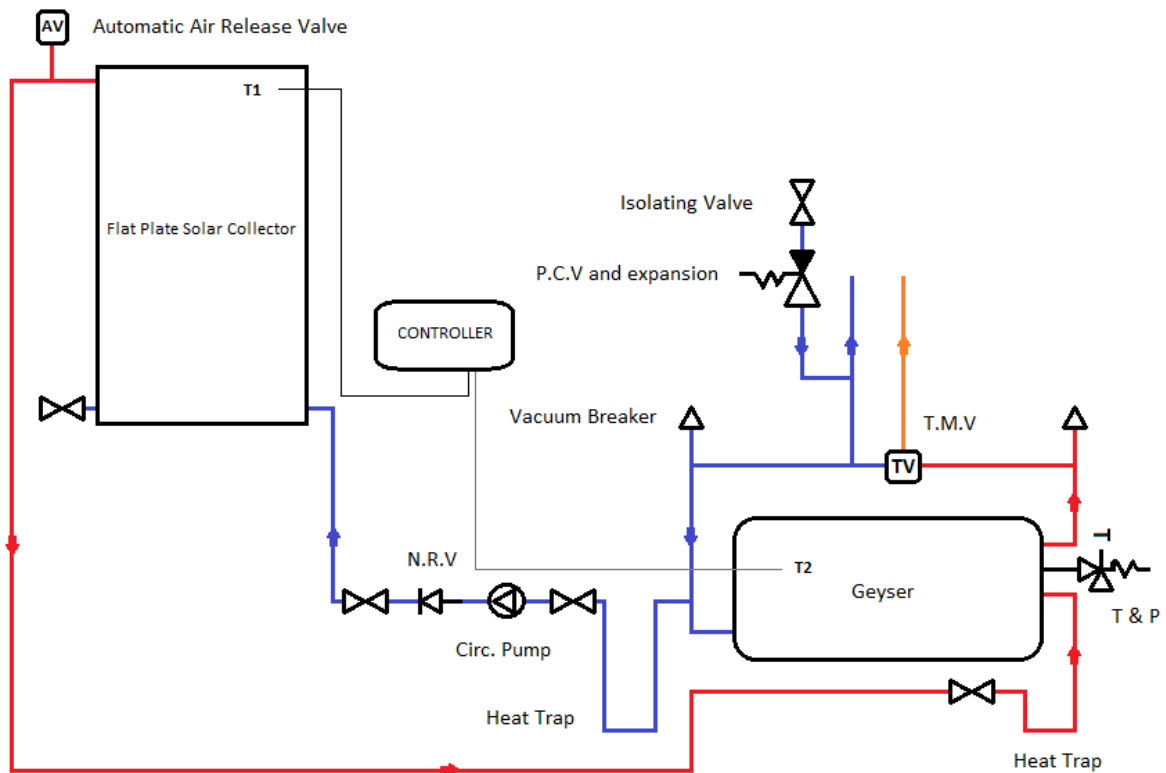 AV
Automatic Air Release Valve
T1
Flat Plate Solar Collector
Isolating Valve
P.C.V and expansion
CONTROLLER
Vacuum Breaker
T.M.V
TV
N.R.V
T2
Geyser
T
T & P
Circ. Pump
Heat Trap
Heat Trap